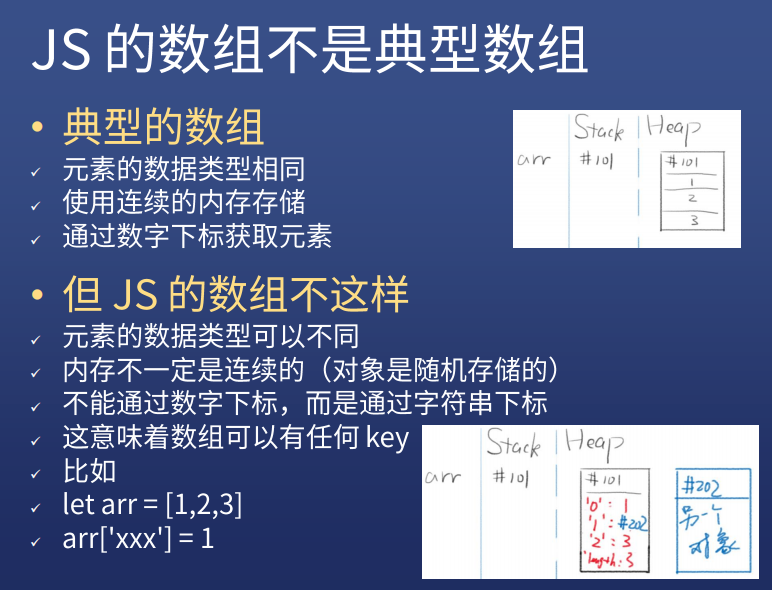 JS 的数组不是典型数组
• 典型的数组
✓ 元素的数据类型相同
✓ 使用连续的内存存储
✓ 通过数字下标获取元素
Stack Heap
arr #101 #101
1
2
3
• 但 JS 的数组不这样
✓ 元素的数据类型可以不同
✓ 内存不一定是连续的（对象是随机存储的）
✓ 不能通过数字下标，而是通过字符串下标
✓ 这意味着数组可以有任何 key
✓ 比如
✓ let arr = [1,2,3]
✓ arr['xxx'] = 1
Stack Heap
arr #101 #101 #202
'0' : 1
'1' : #202
'2' : 3
'length : 3
另一个
对象